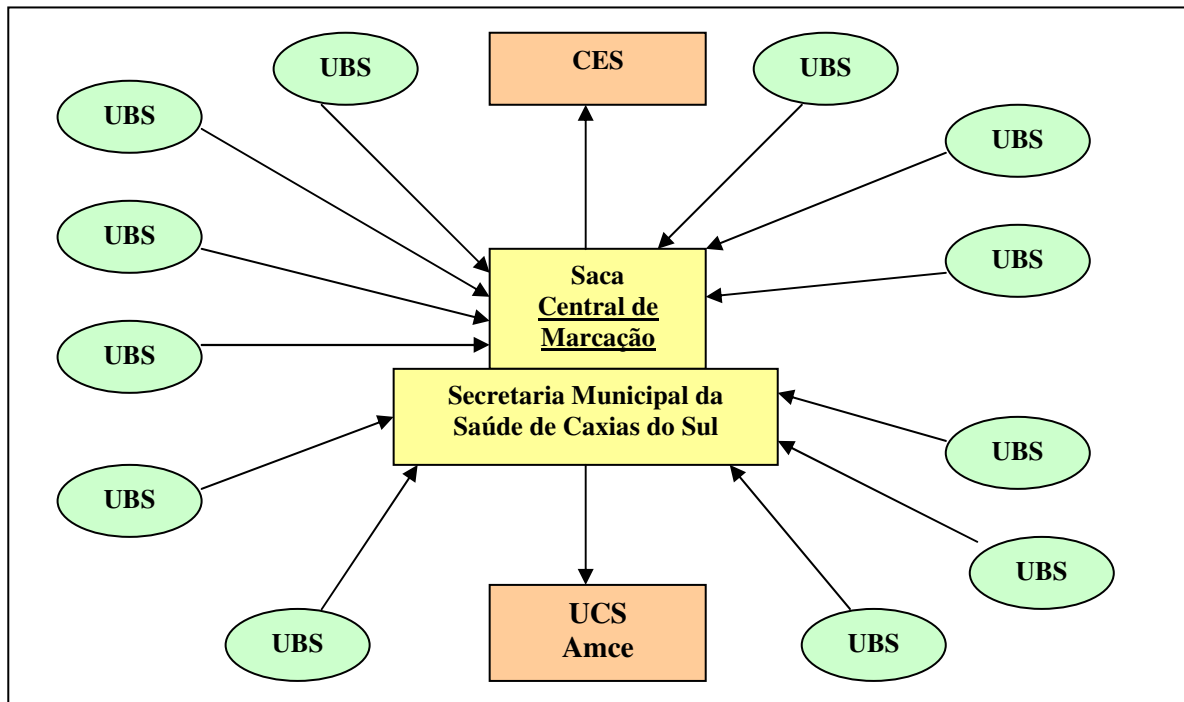 UBS
CES
UBS
UBS
UBS
UBS
UBS
Saca
Central de
Marcação
UBS
Secretaria Municipal da
Saúde de Caxias do Sul
UBS
UBS
UBS
UBS
UCS
Amce
UBS